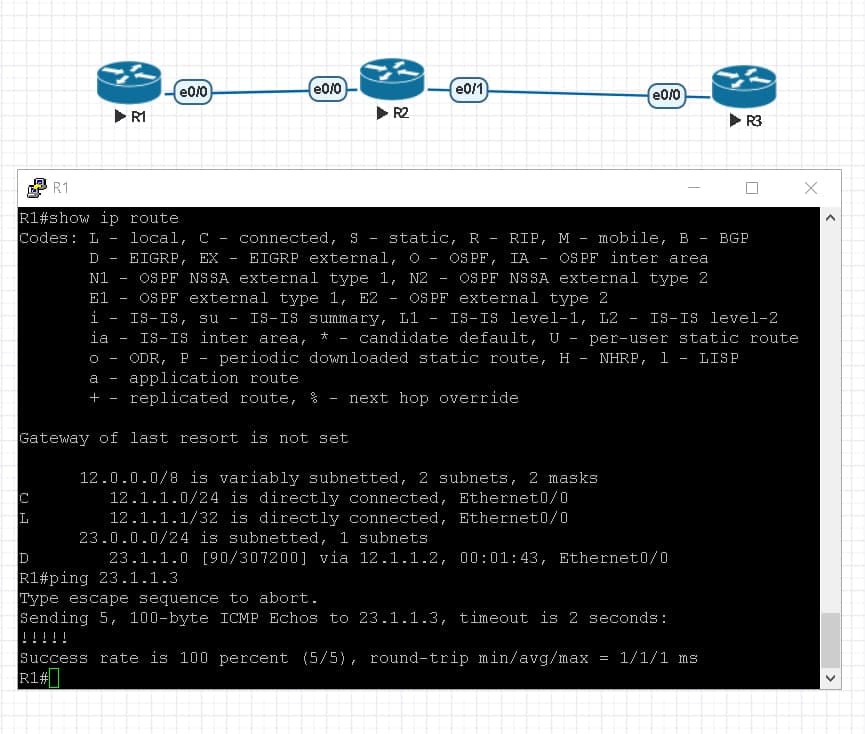 e0/0
e0/0
e0/1
e0/0
R1
R2
R3
R1
R1#show ip route
Codes: L - local, C - connected, S - static, R - RIP, M - mobile, B - BGP
D - EIGRP, EX - EIGRP external, O - OSPF, IA - OSPF inter area
N1 - OSPF NSSA external type 1, N2 - OSPF NSSA external type 2
E1 - OSPF external type 1, E2 - OSPF external type 2
i - IS-IS, su - IS-IS summary, L1 - IS-IS level-1, L2 - IS-IS level-2
ia - IS-IS inter area, * - candidate default, U - per-user static route
o - ODR, P - periodic downloaded static route, H - NHRP, l - LISP
a - application route
+ - replicated route, % - next hop override
Gateway of last resort is not set
12.0.0.0/8 is variably subnetted, 2 subnets, 2 masks
C 12.1.1.0/24 is directly connected, Ethernet0/0
L 12.1.1.1/32 is directly connected, Ethernet0/0
23.0.0.0/24 is subnetted, 1 subnets
D 23.1.1.0 [90/307200] via 12.1.1.2, 00:01:43, Ethernet0/0
R1#ping 23.1.1.3
Type escape sequence to abort.
Sending 5, 100-byte ICMP Echos to 23.1.1.3, timeout is 2 seconds:
!!!!!
Success rate is 100 percent (5/5), round-trip min/avg/max = 1/1/1 ms
R1#